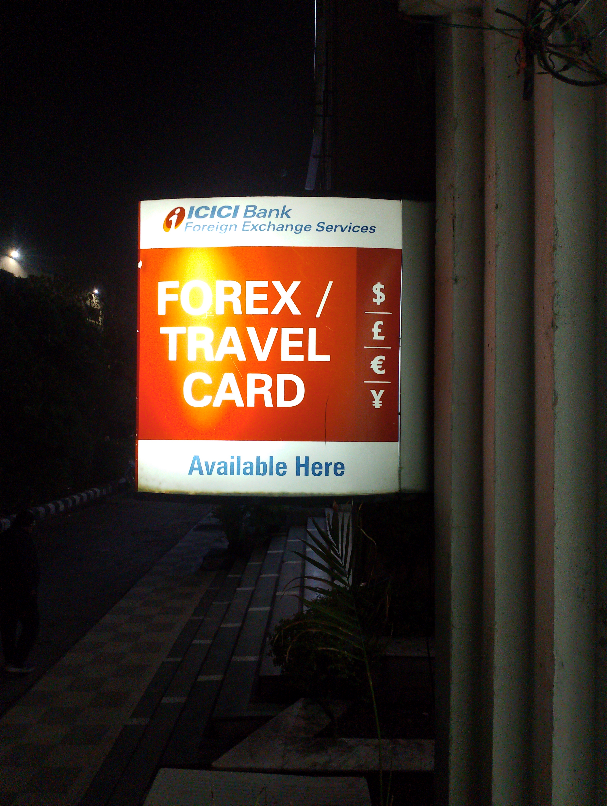 ICICI Bank
Foreign Exchange Services
FOREX /
TRAVEL
CARD
$
£
€
¥
Available Here